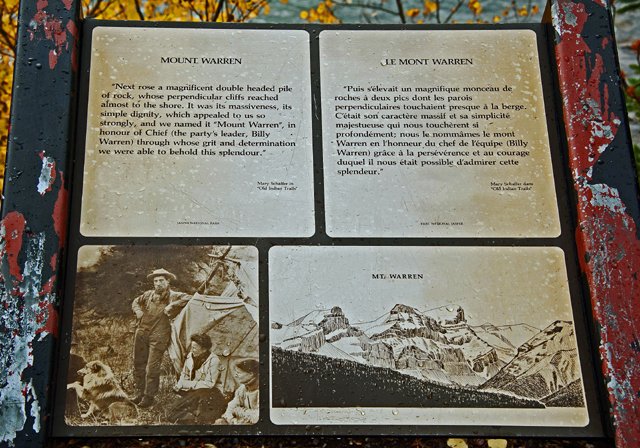 MOUNT WARREN
"Next rose a magnificent double headed pile
of rock, whose perpendicular cliffs reached
almost to the shore. It was its massiveness, its
simple dignity, which appealed to us so
strongly, and we named it "Mount Warren", in
honour of Chief (the party's leader, Billy
Warren) through whose grit and determination
we were able to behold this splendour."
Mary Schaffer in
"Old Indian Trails"
JASPER NATIONAL PARK
LE MONT WARREN
"Puis s'élevait un magnifique monceau de
roches à deux pics dont les parois
perpendiculaires touchaient presque à la berge.
C'était son caractère massif et sa simplicité
majestueuse qui nous touchèrent si
profondément; nous le nommâmes le mont
Warren en l'honneur du chef de l'équipe (Billy
Warren) grâce à la persévérence et au courage
duquel il nous était possible d'admirer cette
splendeur."
Mary Schaffer dans
"Old Indian Trails"
PARC NATIONAL JASPER
MT. WARREN